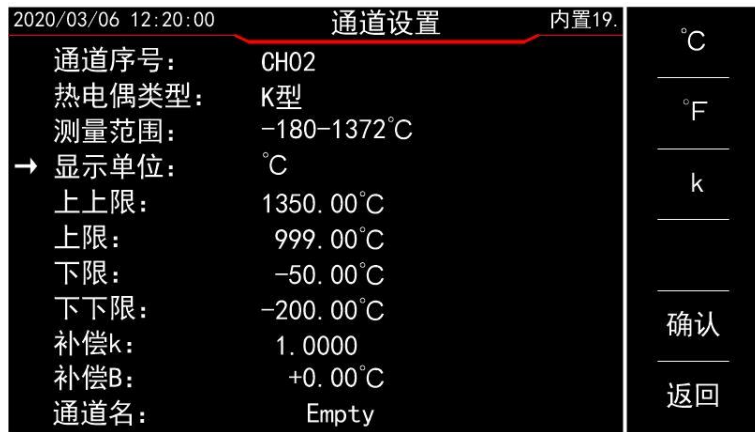 2020/03/06 12:20:00 通道设置 内置19.
通道序号: CH02
热电偶类型: K型
测量范围: -180-1372℃
→ 显示单位: ℃
上上限: 1350.00℃
上限: 999.00℃
下限: -50.00℃
下下限: -200.00℃
补偿k: 1.0000
补偿B: +0.00℃
通道名: Empty
℃
℉
k
确认
返回